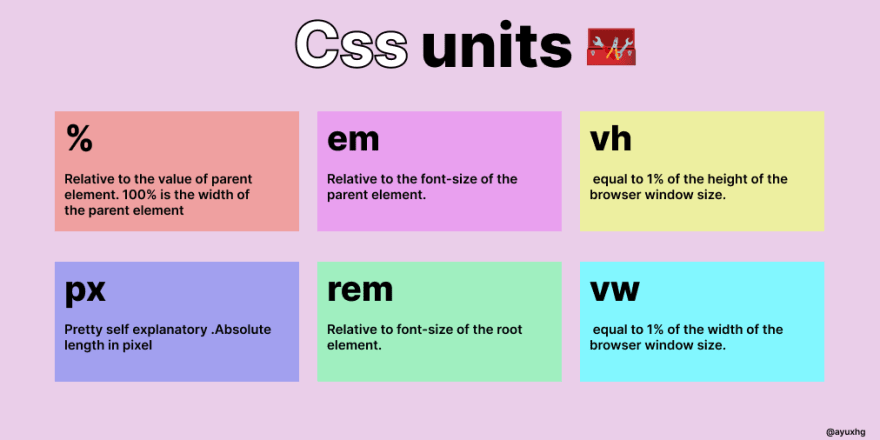 Css units
%
Relative to the value of parent
element. 100% is the width of
the parent element
em
Relative to the font-size of the
parent element.
vh
equal to 1% of the height of the
browser window size.
px
Pretty self explanatory .Absolute
length in pixel
rem
Relative to font-size of the root
element.
vw
equal to 1% of the width of the
browser window size.
@ayuxhg